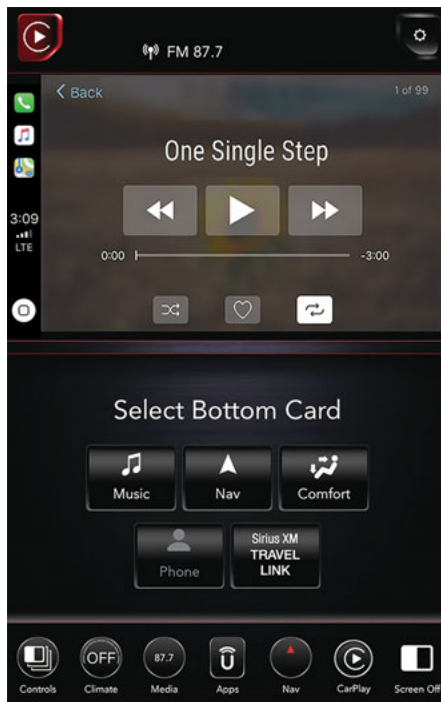 FM 87.7
Back
1 of 99
One Single Step
3:09
LTE
0:00
-3:00
Select Bottom Card
Music
Nav
Comfort
Phone
Sirius XM
TRAVEL
LINK
OFF
87.7
Controls
Climate
Media
Apps
Nav
CarPlay
Screen Off